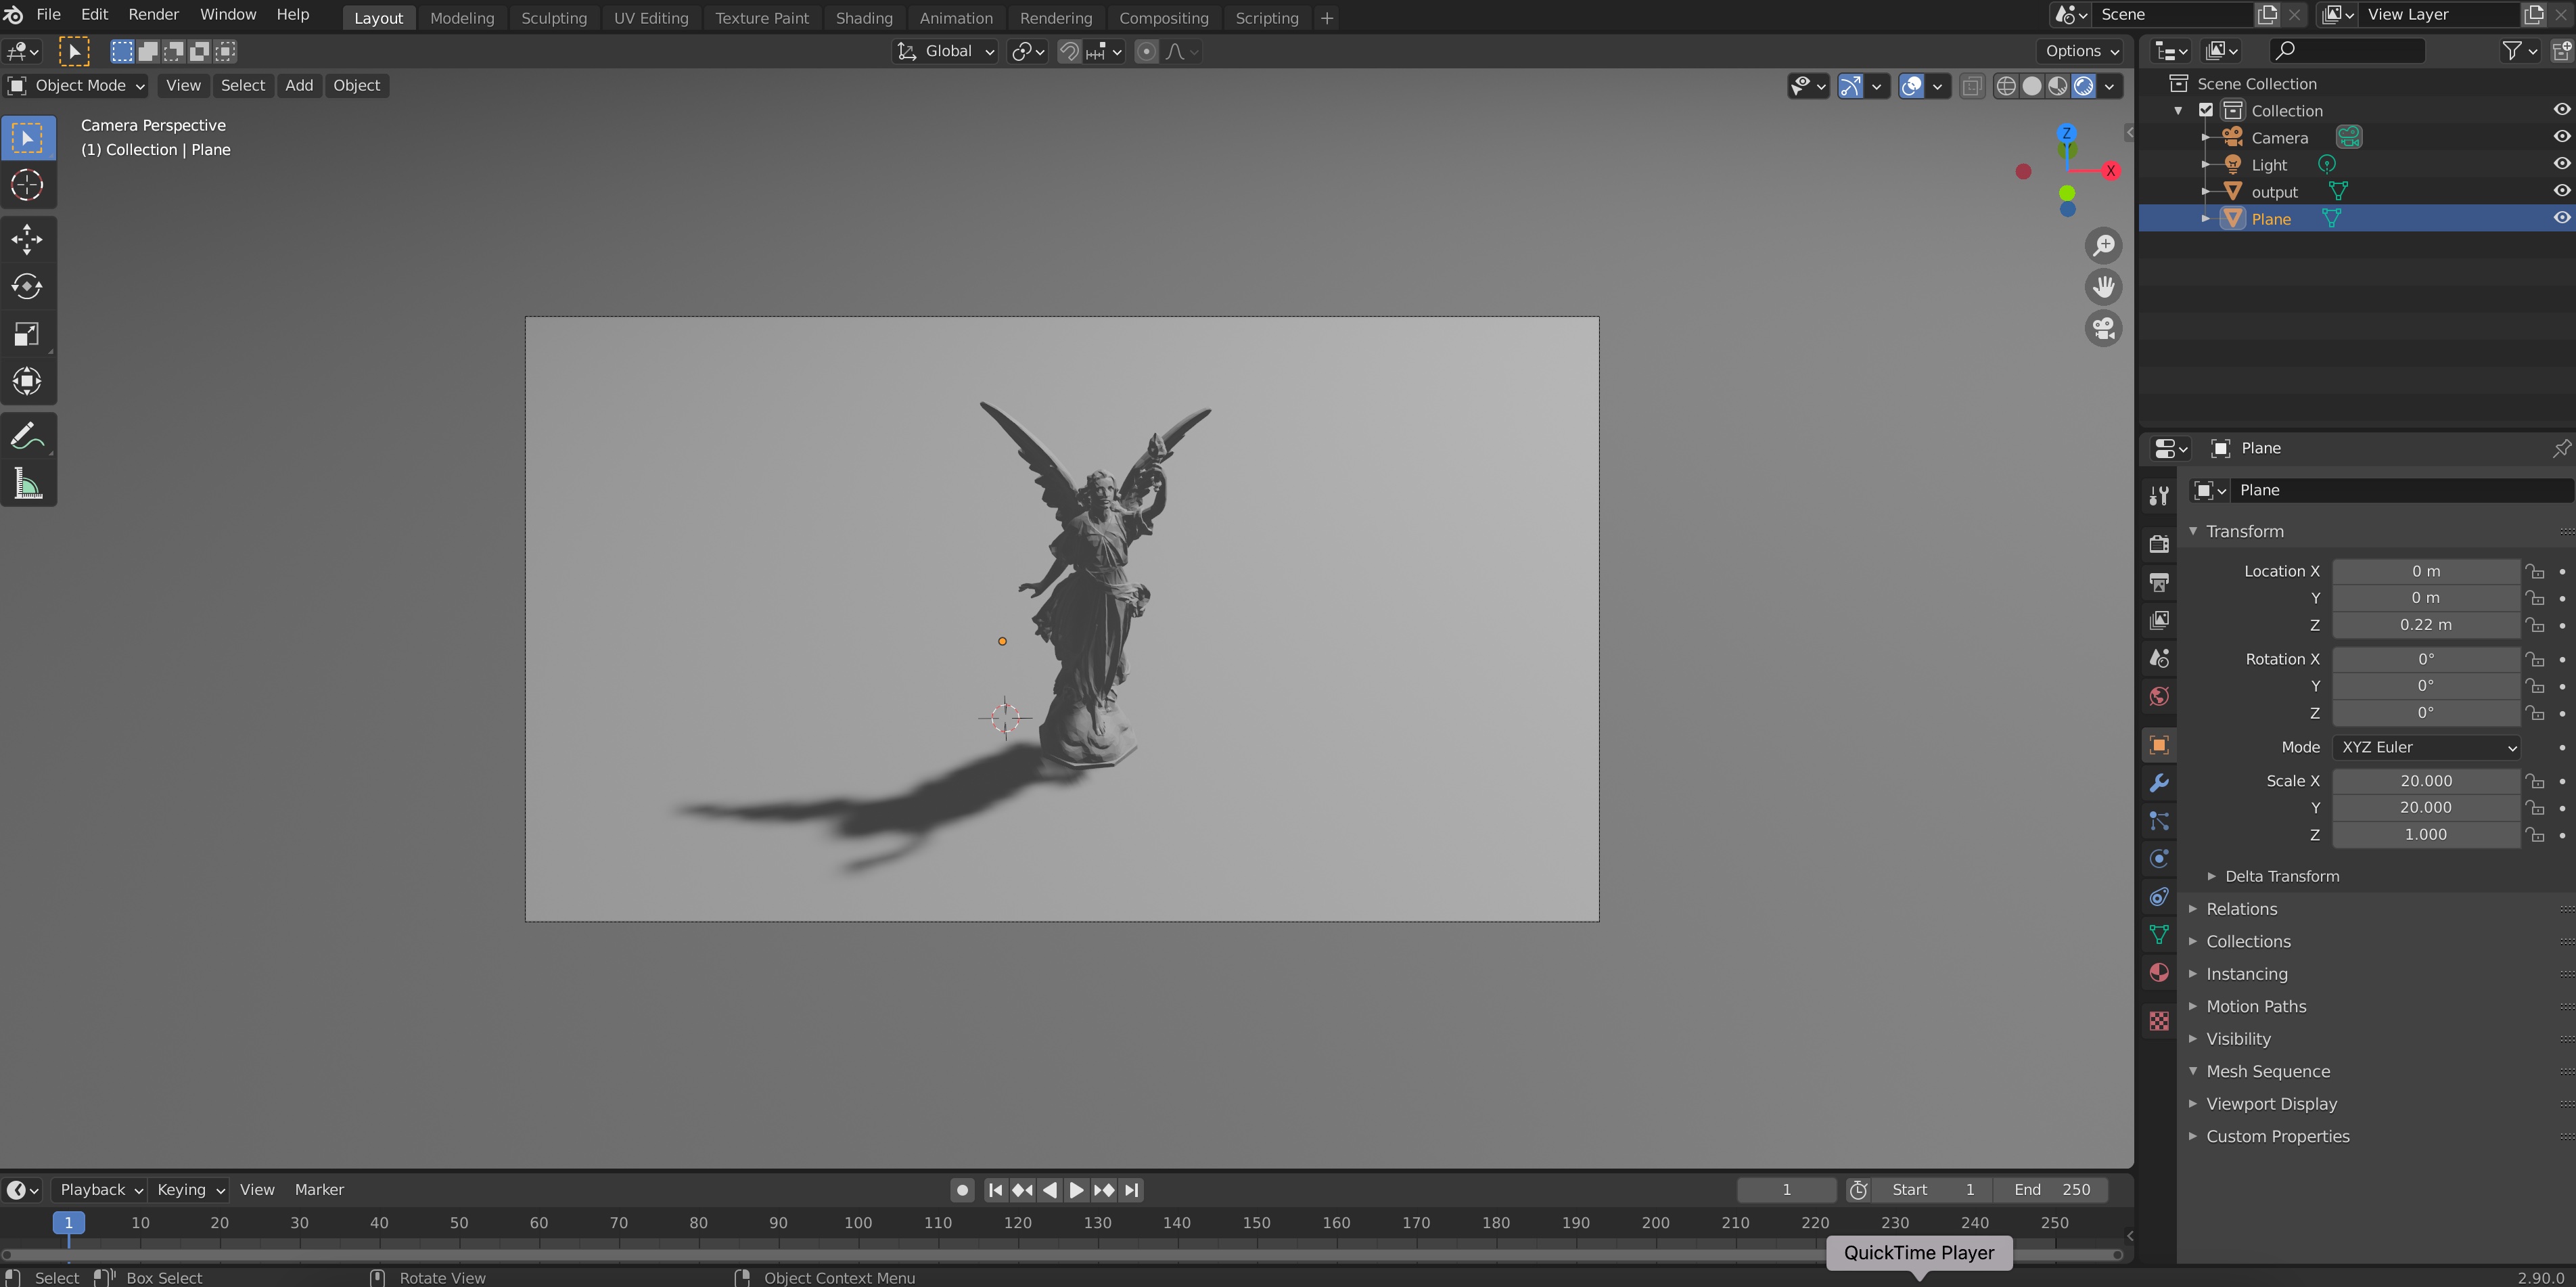 File Edit Render Window Help Layout Modeling Sculpting UV Editing Texture Paint Shading Animation Rendering Compositing Scripting + Scene View Layer
Global Options
Object Mode View Select Add Object
Camera Perspective
(1) Collection | Plane
Z
X
Scene Collection
Collection
Camera
Light
output
Plane
Plane
Plane
Transform
Location X 0 m
Y 0 m
Z 0.22 m
Rotation X 0°
Y 0°
Z 0°
Mode XYZ Euler
Scale X 20.000
Y 20.000
Z 1.000
Delta Transform
Relations
Collections
Instancing
Motion Paths
Visibility
Mesh Sequence
Viewport Display
Custom Properties
Playback Keying View Marker 1 Start 1 End 250
1 10 20 30 40 50 60 70 80 90 100 110 120 130 140 150 160 170 180 190 200 210 220 230 240 250
QuickTime Player
Select Box Select Rotate View Object Context Menu 2.90.0